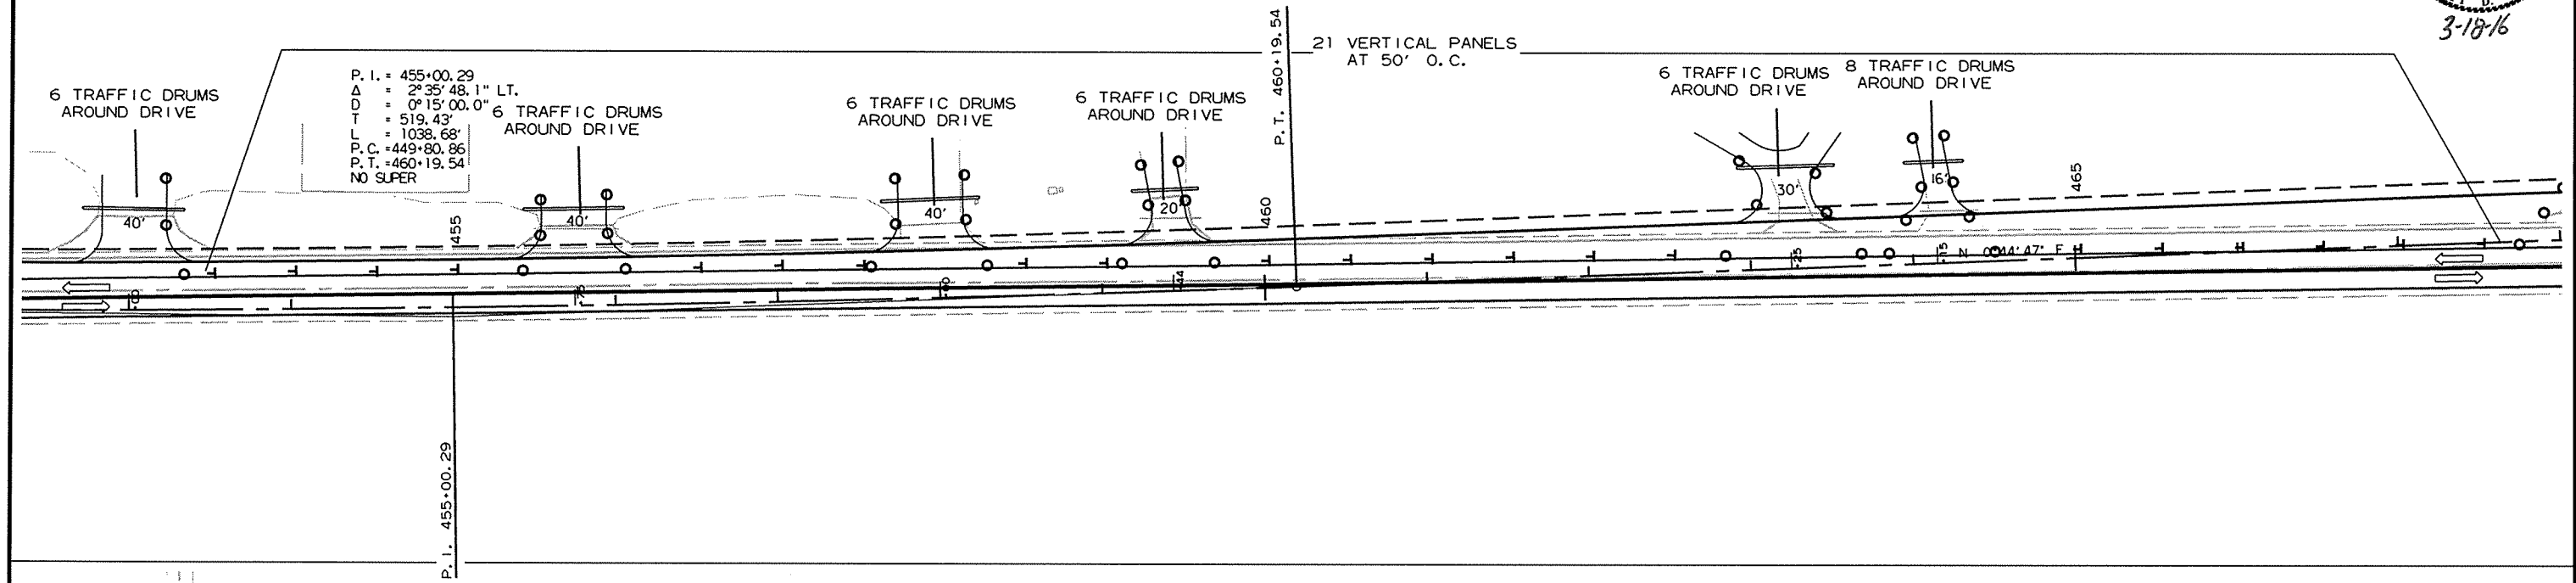 3-18-16
21 VERTICAL PANELS
AT 50' O.C.
P.T. 460+19.54
P.I. = 455+00.29
Δ = 2°35'48.1" LT.
D = 0°15'00.0"
T = 519.43'
L = 1038.68'
P.C. =449+80.86
P.T. =460+19.54
NO SUPER
6 TRAFFIC DRUMS
AROUND DRIVE
6 TRAFFIC DRUMS
AROUND DRIVE
6 TRAFFIC DRUMS
AROUND DRIVE
6 TRAFFIC DRUMS
AROUND DRIVE
6 TRAFFIC DRUMS
AROUND DRIVE
8 TRAFFIC DRUMS
AROUND DRIVE
40'
40'
40'
20'
30'
16'
455
460
465
44
.25
.15
P.I. 455+00.29